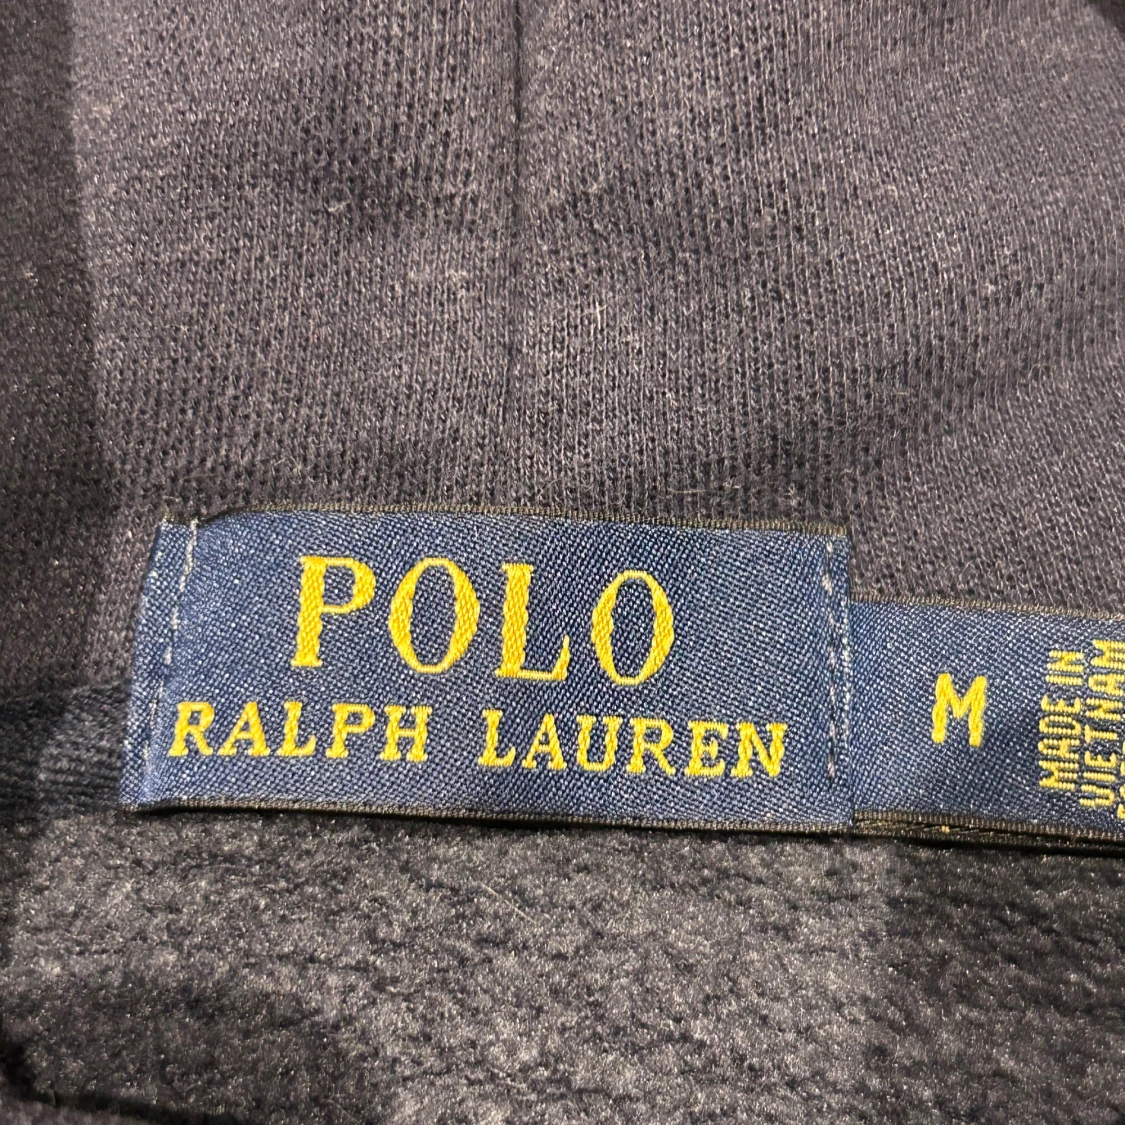 POLO
RALPH LAUREN
M
MADE IN
VIETNAM